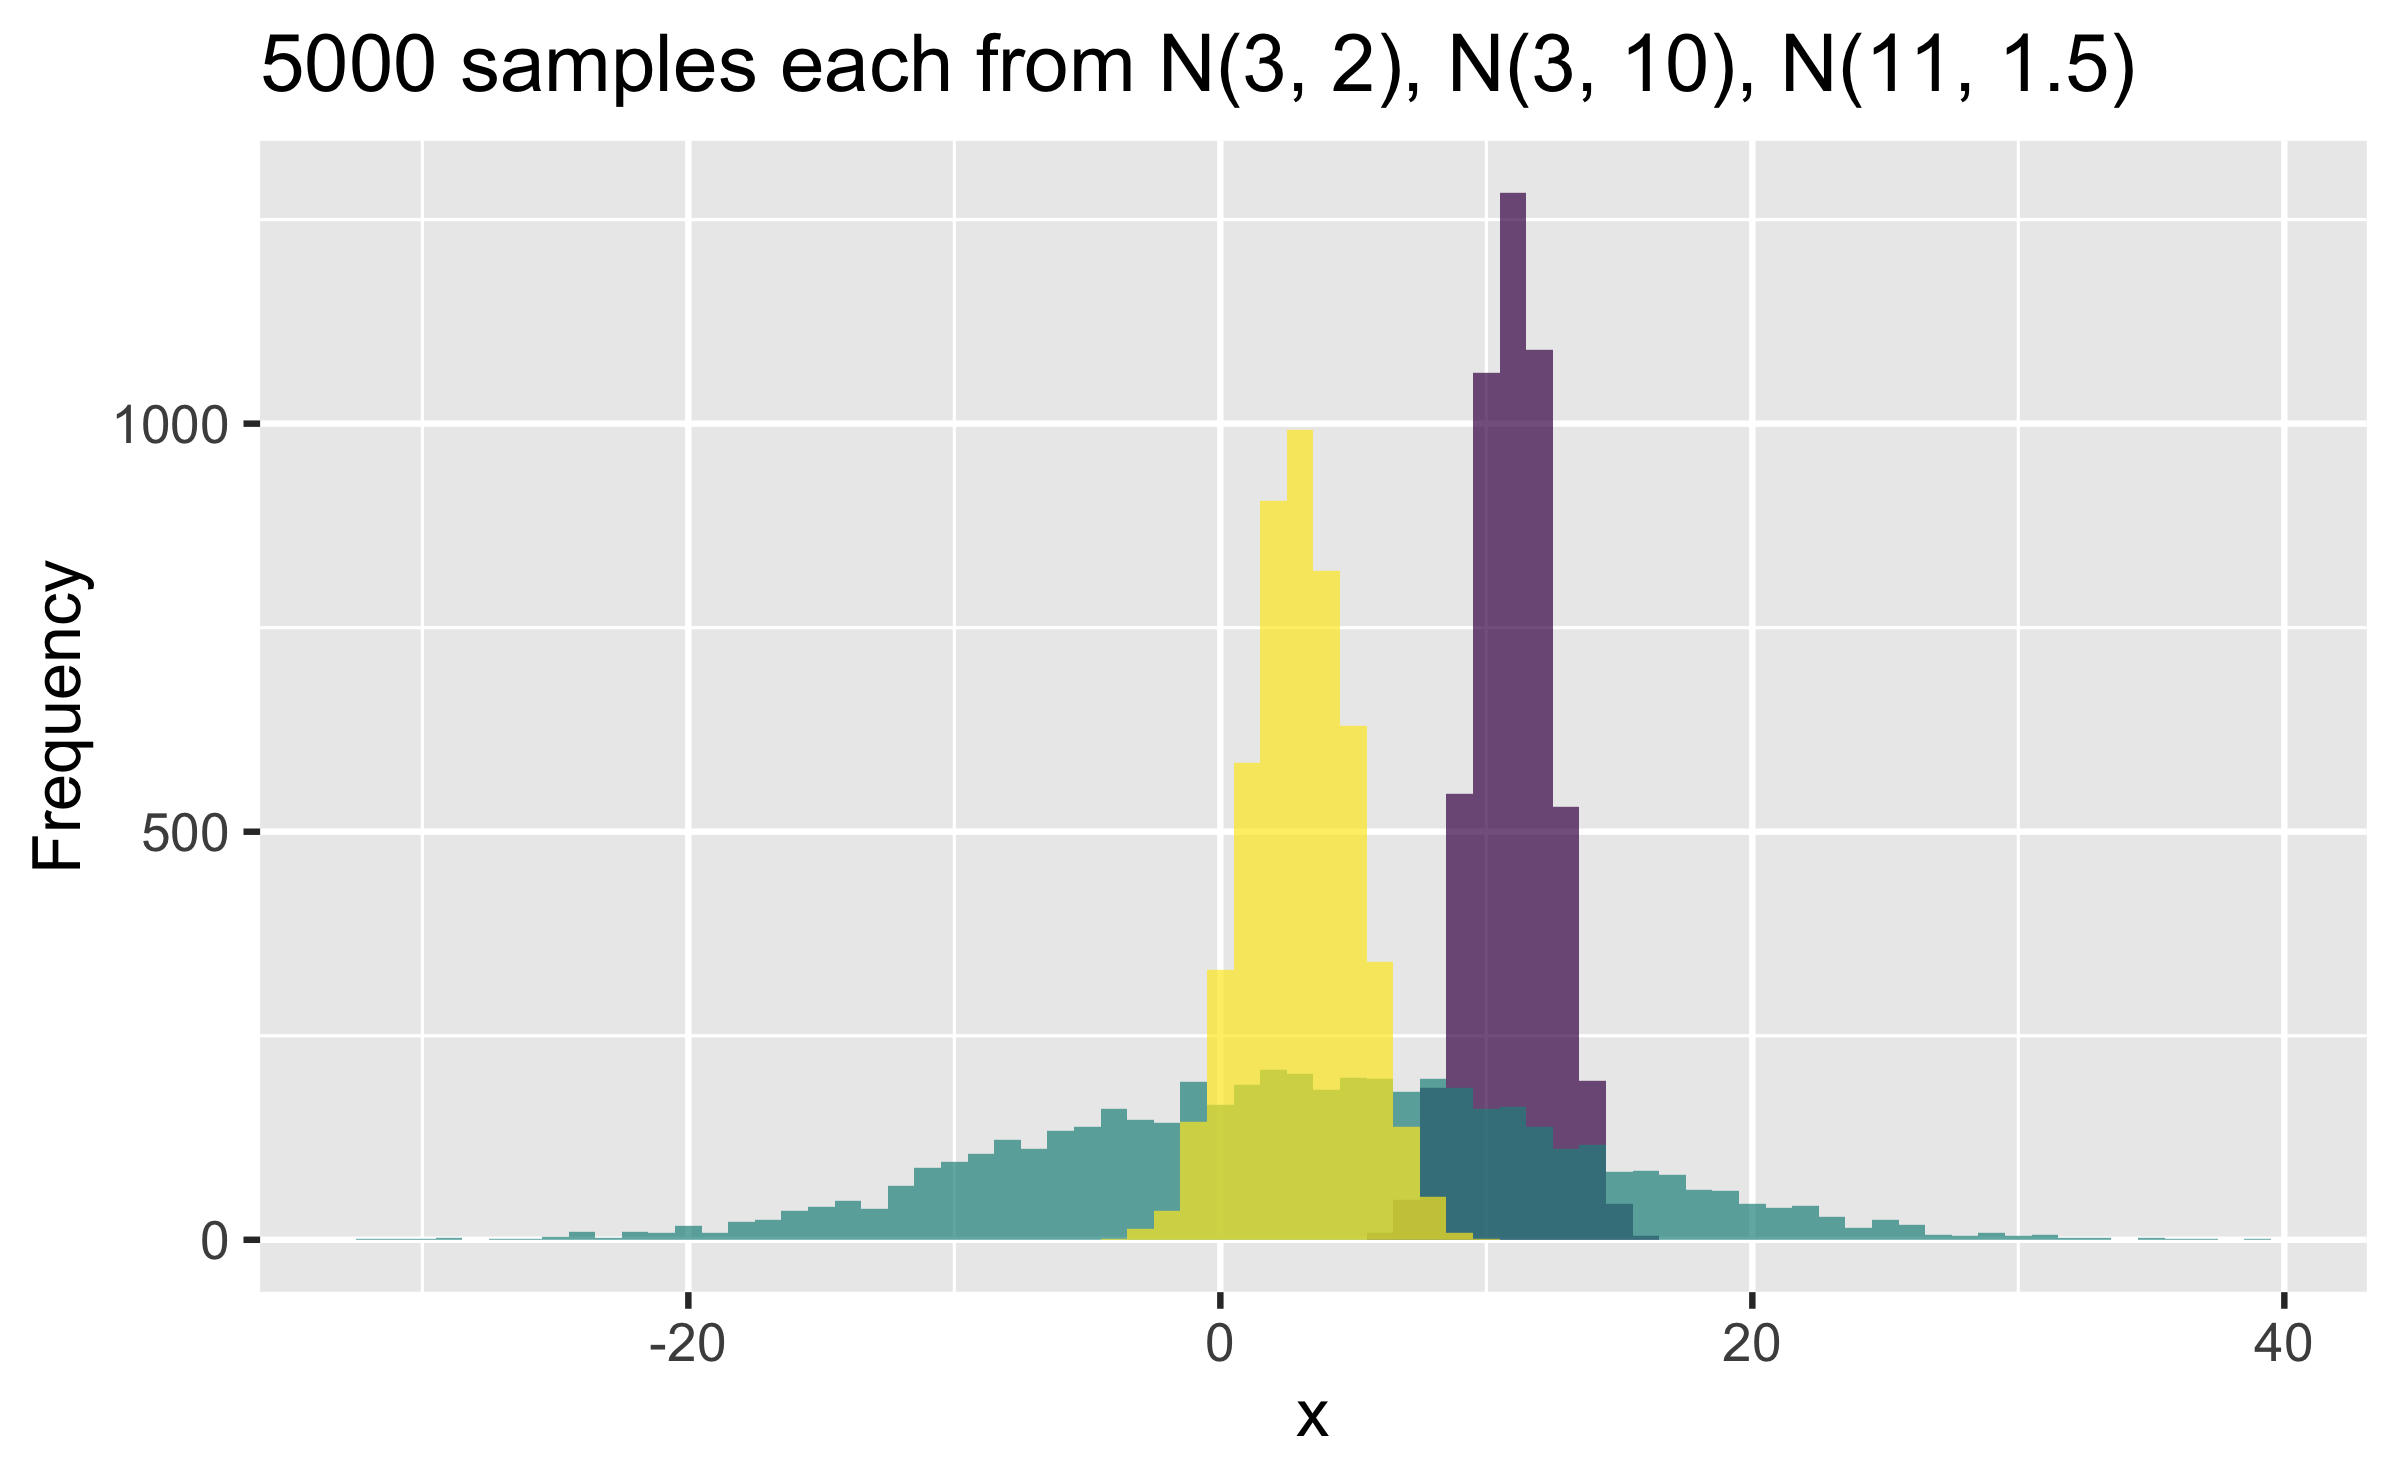 5000 samples each from N(3, 2), N(3, 10), N(11, 1.5)
Frequency
1000
500
0
-20 0 20 40
x